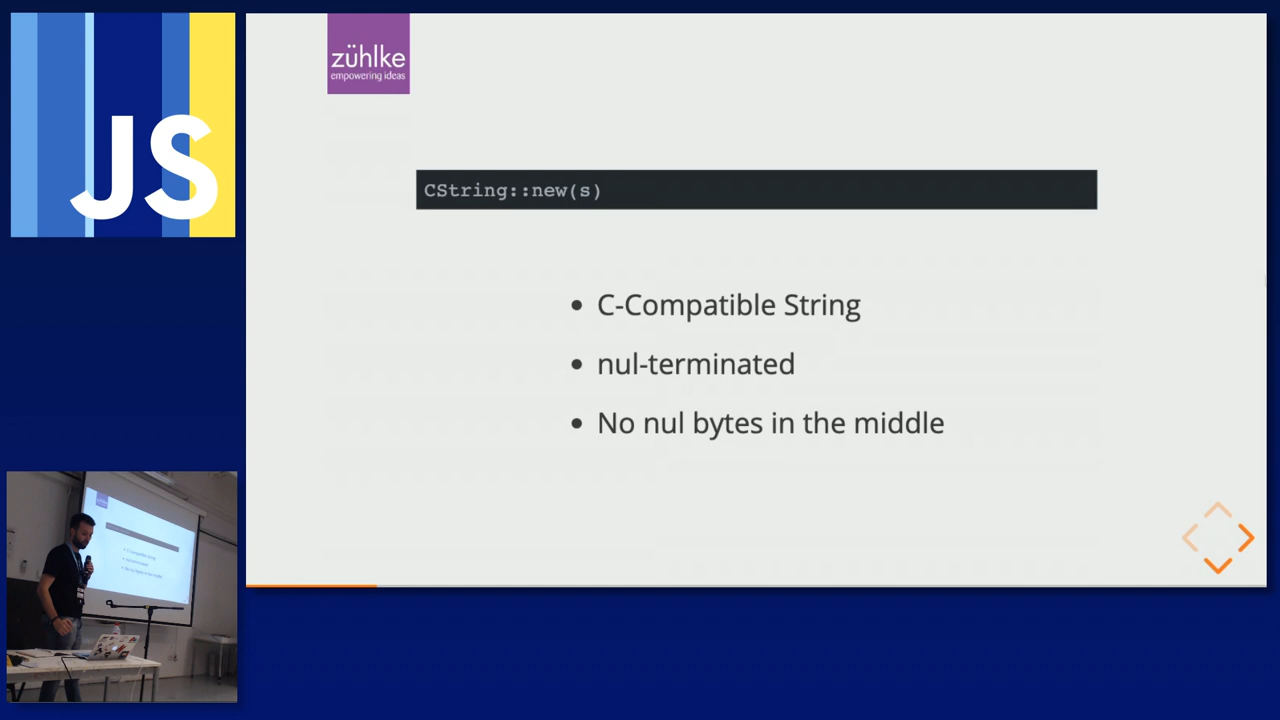 JS
zühlke
empowering ideas
CString::new(s)
• C-Compatible String
• nul-terminated
• No nul bytes in the middle